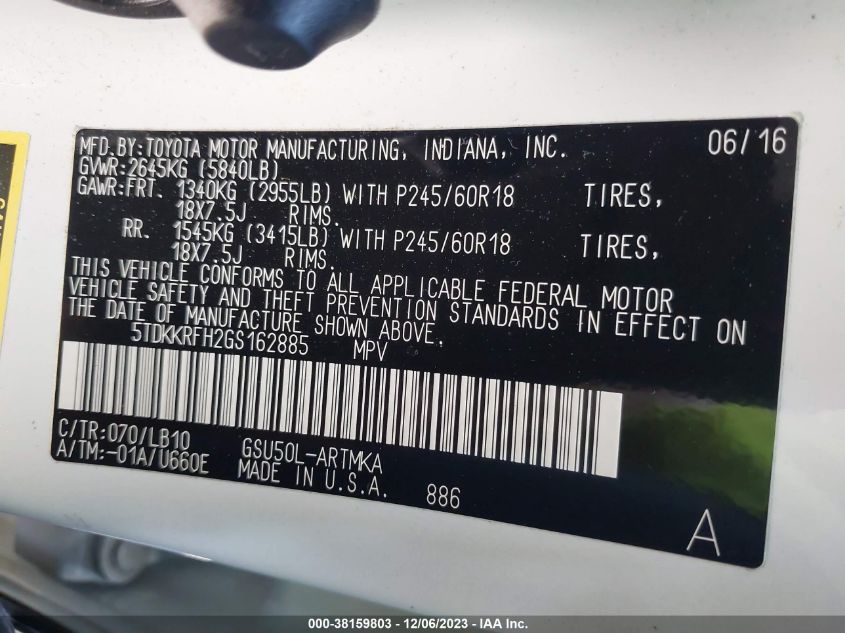 MFD.BY:TOYOTA MOTOR MANUFACTURING, INDIANA, INC. 06/16
GVWR:2645KG (5840LB)
GAWR:FRT. 1340KG (2955LB) WITH P245/60R18 TIRES,
18X7.5J RIMS.
RR. 1545KG (3415LB) WITH P245/60R18 TIRES,
18X7.5J RIMS.
THIS VEHICLE CONFORMS TO ALL APPLICABLE FEDERAL MOTOR
VEHICLE SAFETY AND THEFT PREVENTION STANDARDS IN EFFECT ON
THE DATE OF MANUFACTURE SHOWN ABOVE.
5TDKKRFH2GS162885 MPV
C/TR:070/LB10 GSU50L-ARTMKA
A/TM:-01A/U660E MADE IN U.S.A. 886
A
000-38159803 - 12/06/2023 - IAA Inc.